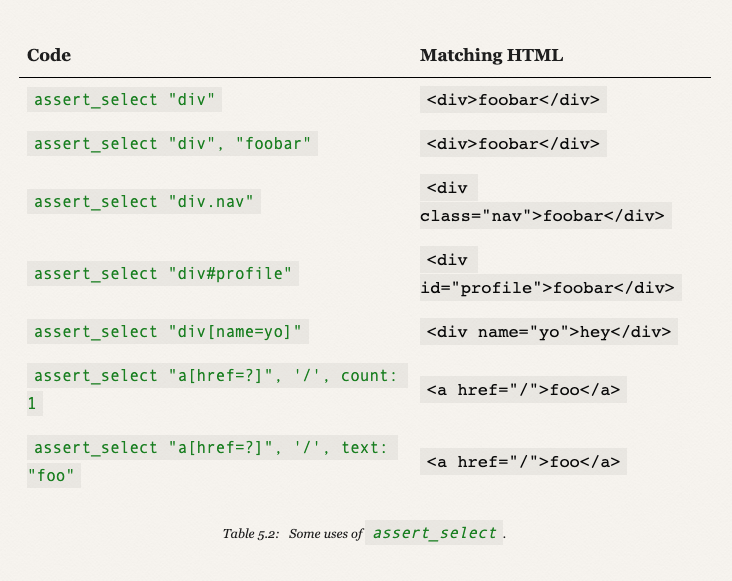 Code Matching HTML
assert_select "div" <div>foobar</div>
assert_select "div", "foobar" <div>foobar</div>
assert_select "div.nav" <div
class="nav">foobar</div>
assert_select "div#profile" <div
id="profile">foobar</div>
assert_select "div[name=yo]" <div name="yo">hey</div>
assert_select "a[href=?]", '/', count:
1 <a href="/">foo</a>
assert_select "a[href=?]", '/', text:
"foo" <a href="/">foo</a>
Table 5.2: Some uses of assert_select.